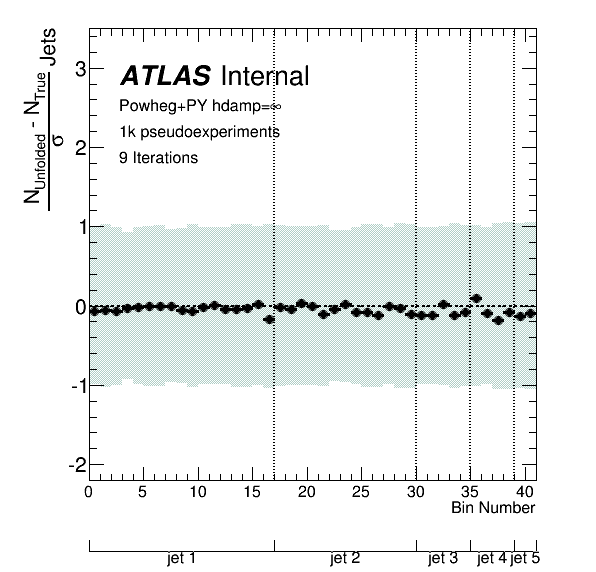 N_Unfolded - N_True Jets
σ
ATLAS Internal
Powheg+PY hdamp=∞
1k pseudoexperiments
9 Iterations
3
2
1
0
-1
-2
0 5 10 15 20 25 30 35 40
Bin Number
jet 1 jet 2 jet 3 jet 4 jet 5